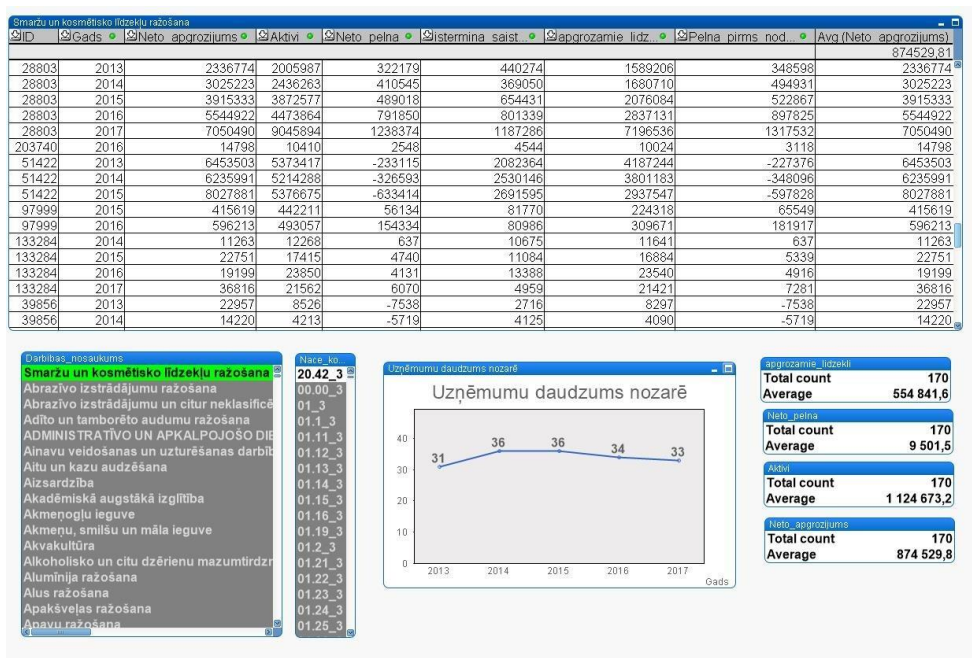 Smaržu un kosmētisko līdzekļu ražošana
ID Gads Neto apgrozijums Aktivi Neto pelna istermina saist... apgrozamie lidz... Pelna pirms nod... Avg (Neto apgrozijums)
874529,81
28803 2013 2336774 2005987 322179 440274 1589206 348598 2336774
28803 2014 3025223 2436263 410545 369050 1680710 494931 3025223
28803 2015 3915333 3872577 489018 654431 2076084 522867 3915333
28803 2016 5544922 4473864 791850 801339 2837131 897825 5544922
28803 2017 7050490 9045894 1238374 1187286 7196536 1317532 7050490
203740 2016 14798 10410 2548 4544 10024 3118 14798
51422 2013 6453503 5373417 -233115 2082364 4187244 -227376 6453503
51422 2014 6235991 5214288 -326593 2530146 3801183 -348096 6235991
51422 2015 8027881 5376675 -633414 2691595 2937547 -597828 8027881
97999 2015 415619 442211 56134 81770 224318 65549 415619
97999 2016 596213 493057 154334 80986 309671 181917 596213
133284 2014 11263 12268 637 10675 11641 637 11263
133284 2015 22751 17415 4740 11084 16884 5339 22751
133284 2016 19199 23850 4131 13388 23540 4916 19199
133284 2017 36816 21562 6070 4959 21421 7281 36816
39856 2013 22957 8526 -7538 2716 8297 -7538 22957
39856 2014 14220 4213 -5719 4125 4090 -5719 14220
Darbibas_nosaukums
Smaržu un kosmētisko līdzekļu ražošana
Abrazīvo izstrādājumu ražošana
Abrazīvo izstrādājumu un citur neklasificē
Adīto un tamborēto audumu ražošana
ADMINISTRATĪVO UN APKALPOJOŠO DIE
Ainavu veidošanas un uzturēšanas darbīb
Aitu un kazu audzēšana
Aizsardzība
Akadēmiskā augstākā izglītība
Akmeņogļu ieguve
Akmeņu, smilšu un māla ieguve
Akvakultūra
Alkoholisko un citu dzērienu mazumtirdzr
Alumīnija ražošana
Alus ražošana
Apakšveļas ražošana
Apavu ražošana
Nace_ko...
20.42_3
00.00_3
01_3
01.1_3
01.11_3
01.12_3
01.13_3
01.14_3
01.15_3
01.16_3
01.19_3
01.2_3
01.21_3
01.22_3
01.23_3
01.24_3
01.25_3
Uzņēmumu daudzums nozarē
Uzņēmumu daudzums nozarē
40
30
20
10
0
31 36 36 34 33
2013 2014 2015 2016 2017
Gads
apgrozamie_lidzekli
Total count 170
Average 554 841,6
Neto_pelna
Total count 170
Average 9 501,5
Aktivi
Total count 170
Average 1 124 673,2
Neto_apgrozijums
Total count 170
Average 874 529,8